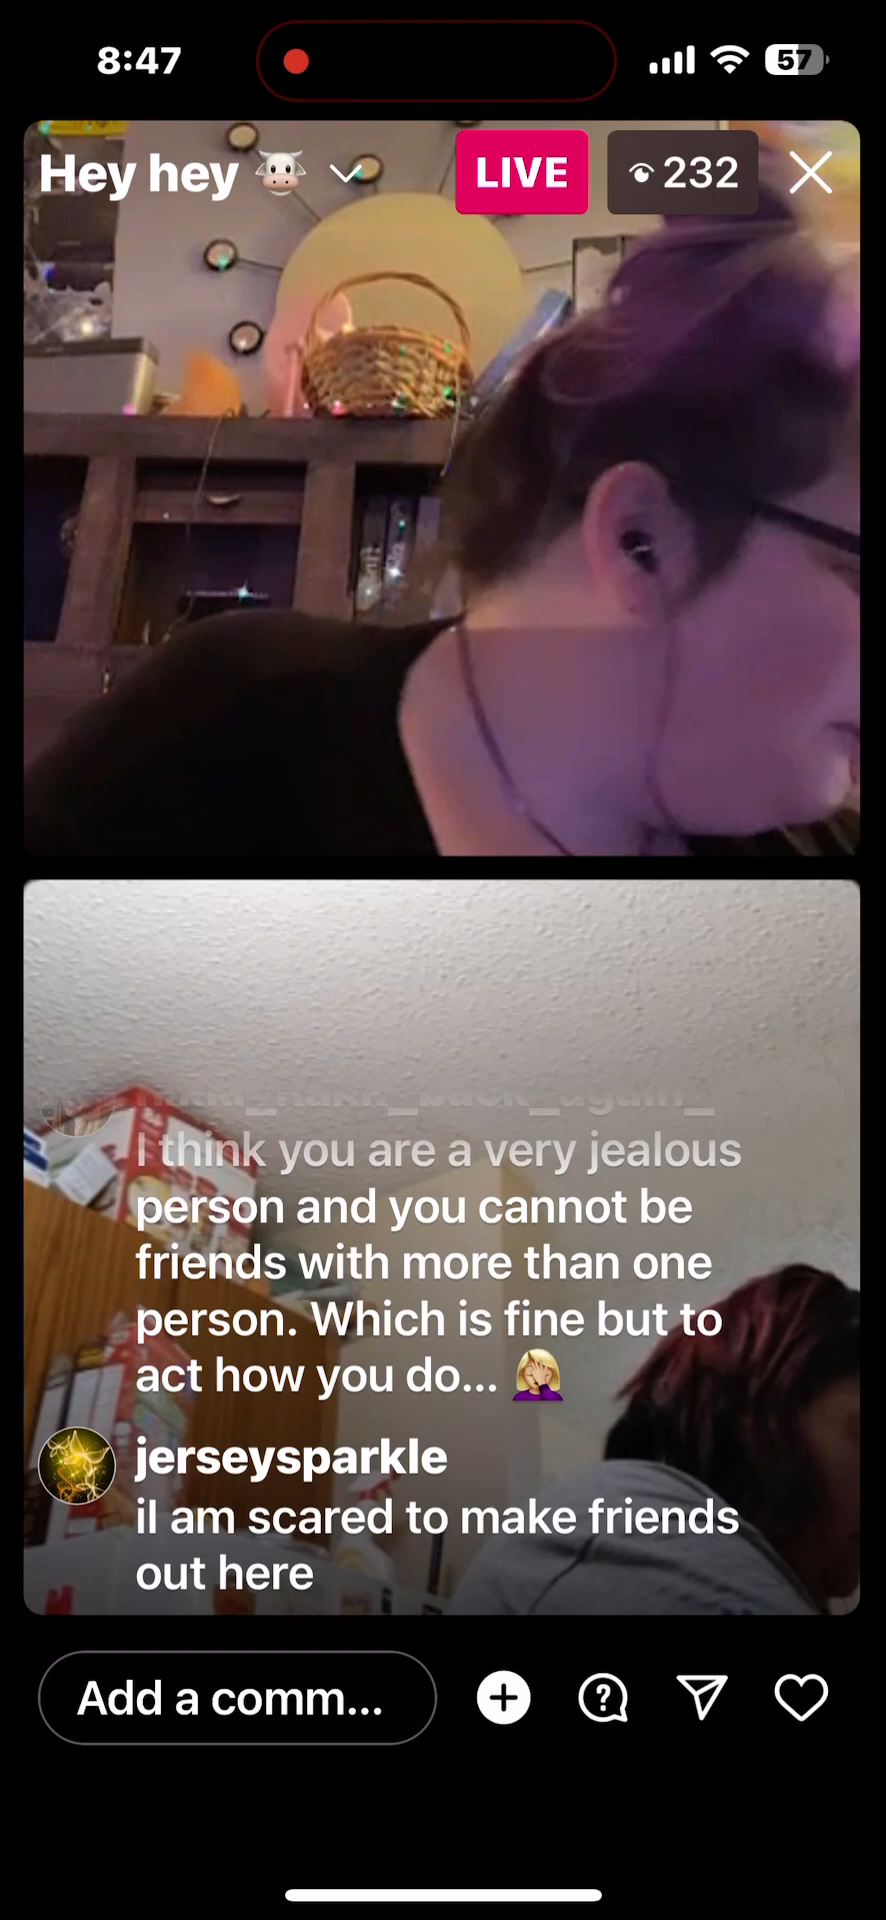 8:47
57
Hey hey 🐮
LIVE
232
I think you are a very jealous
person and you cannot be
friends with more than one
person. Which is fine but to
act how you do... 🤦🏼‍♀️
jerseysparkle
iI am scared to make friends
out here
Add a comm...